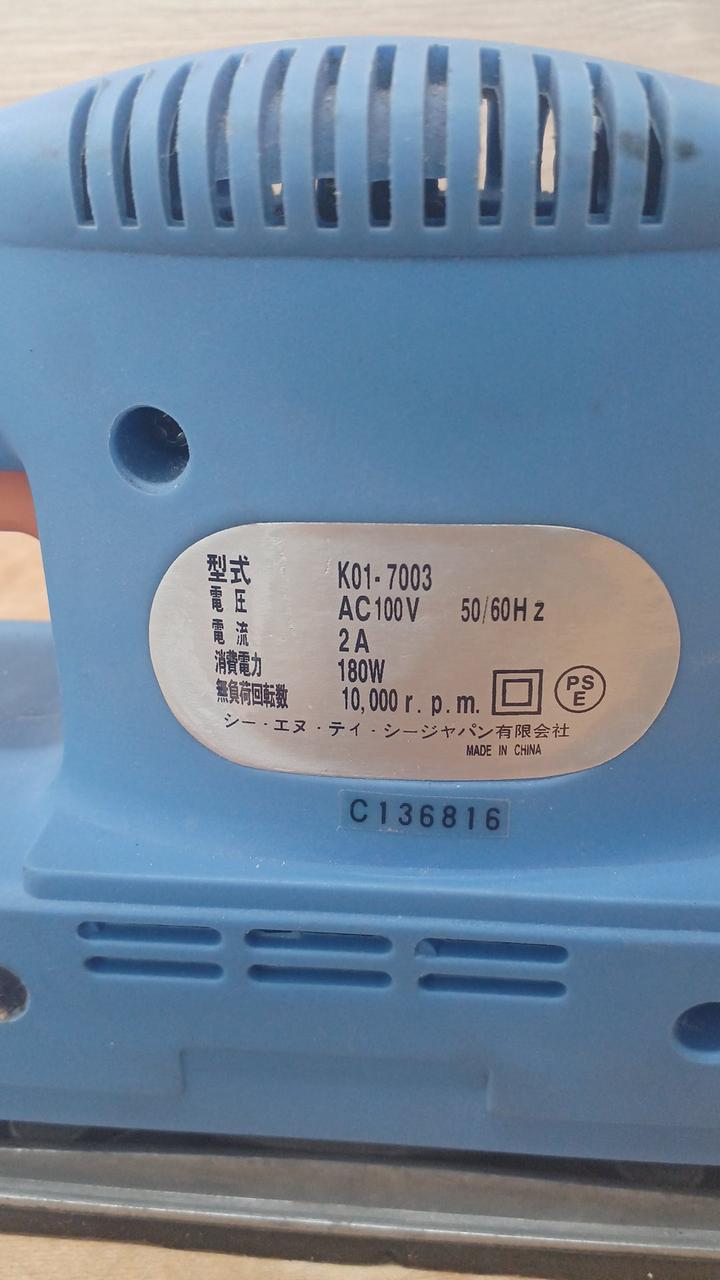 型式 K01-7003
電圧 AC100V 50/60Hz
電流 2A
消費電力 180W
無負荷回転数 10,000 r.p.m. PSE
シー・エヌ・ティ・シージャパン有限会社
MADE IN CHINA
C136816